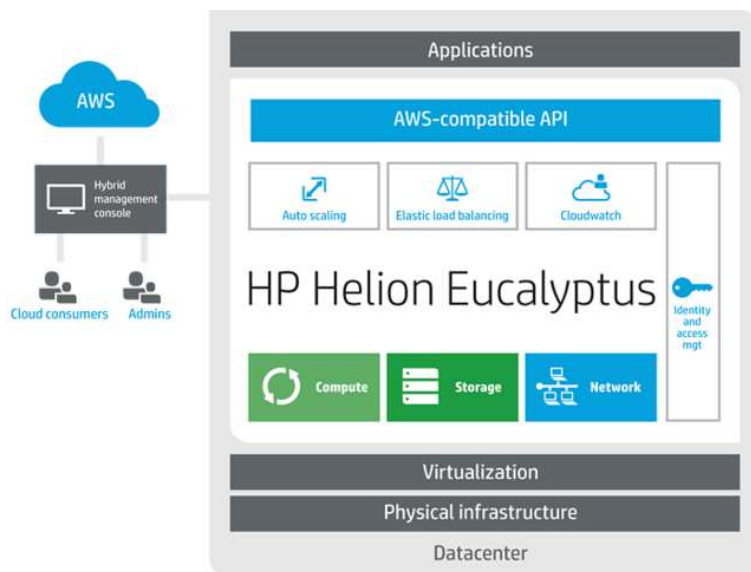 Applications
AWS
AWS-compatible API
Hybrid
management
console
Auto scaling
Elastic load balancing
Cloudwatch
HP Helion Eucalyptus
Identity
and
access
mgt
Cloud consumers
Admins
Compute
Storage
Network
Virtualization
Physical infrastructure
Datacenter